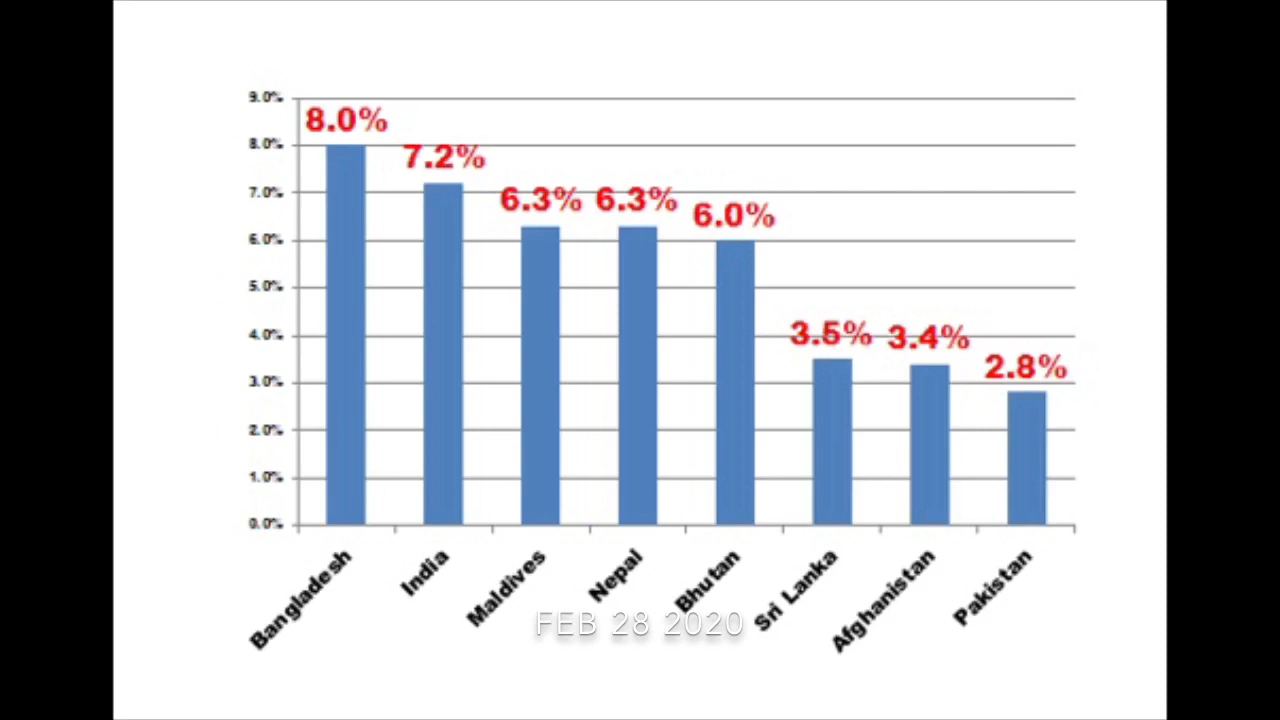 9.0%
8.0%
7.0%
6.0%
5.0%
4.0%
3.0%
2.0%
1.0%
0.0%
8.0%
7.2%
6.3%
6.3%
6.0%
3.5%
3.4%
2.8%
Bangladesh
India
Maldives
Nepal
Bhutan
Sri Lanka
Afghanistan
Pakistan
FEB 28 2020